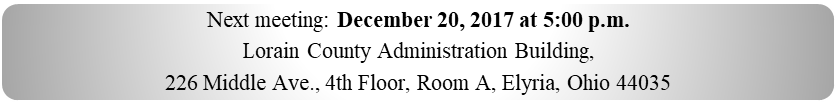 Next meeting: December 20, 2017 at 5:00 p.m.
Lorain County Administration Building,
226 Middle Ave., 4th Floor, Room A, Elyria, Ohio 44035